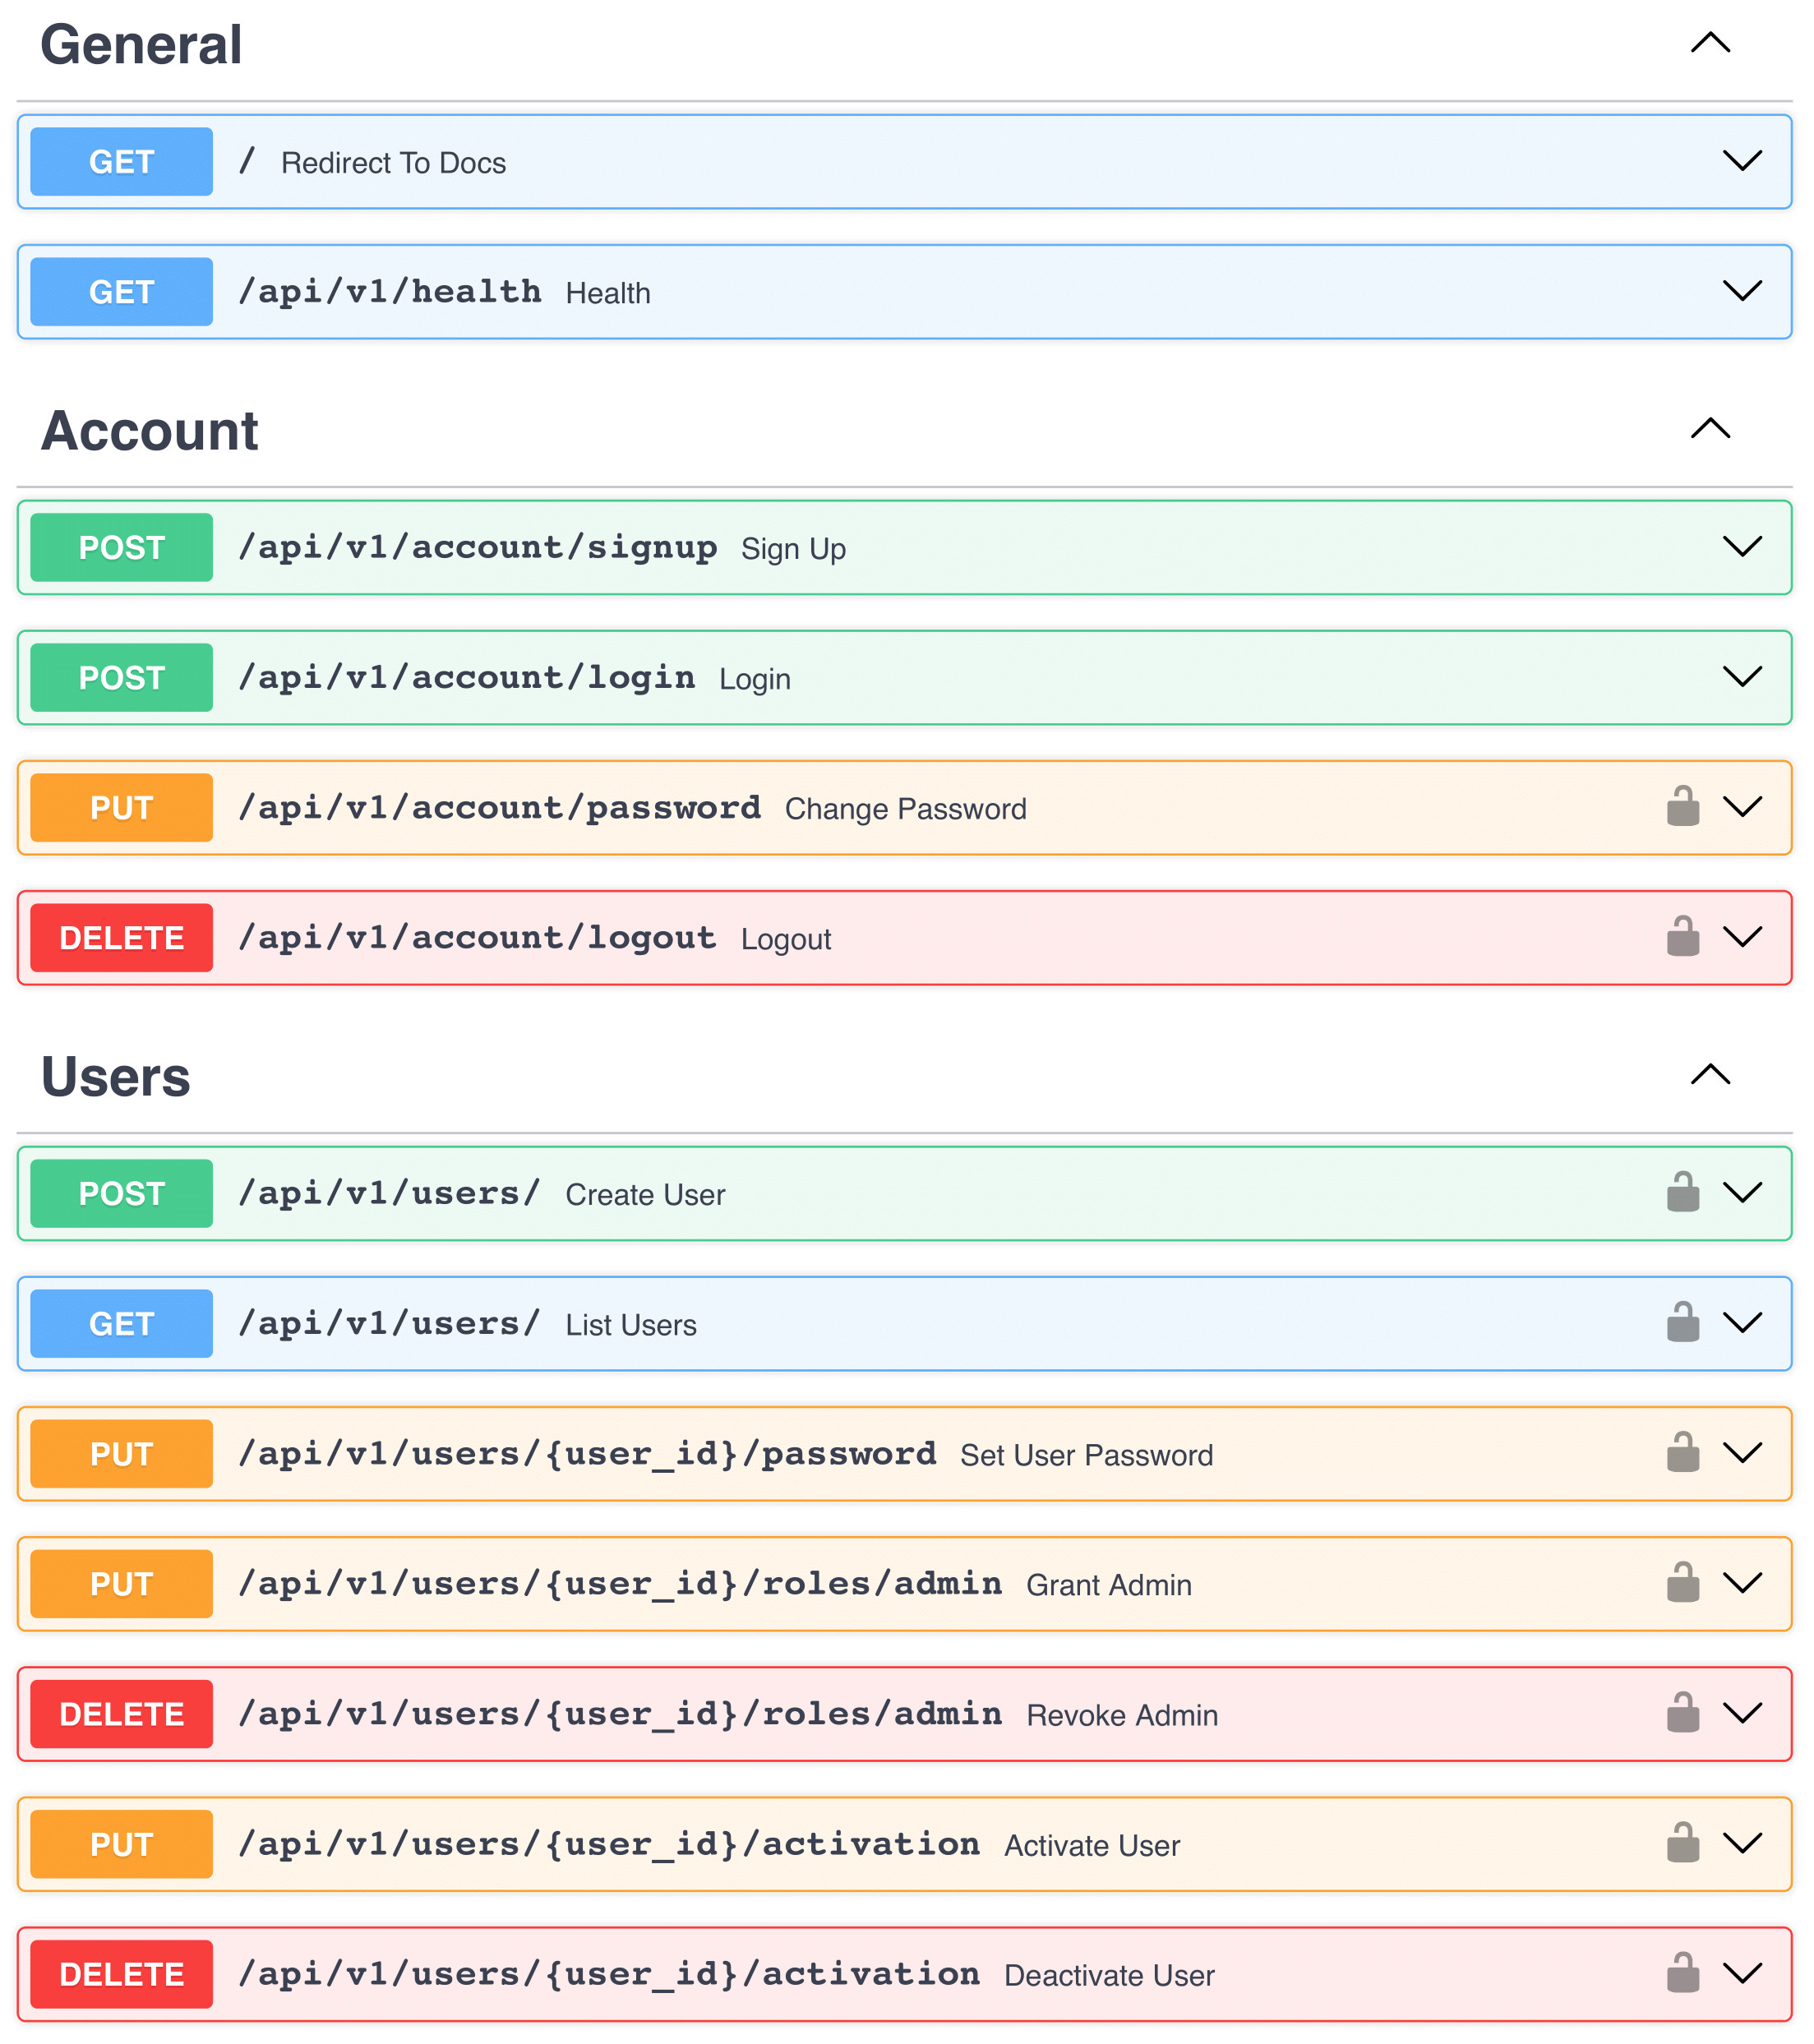 General
GET / Redirect To Docs
GET /api/v1/health Health
Account
POST /api/v1/account/signup Sign Up
POST /api/v1/account/login Login
PUT /api/v1/account/password Change Password
DELETE /api/v1/account/logout Logout
Users
POST /api/v1/users/ Create User
GET /api/v1/users/ List Users
PUT /api/v1/users/{user_id}/password Set User Password
PUT /api/v1/users/{user_id}/roles/admin Grant Admin
DELETE /api/v1/users/{user_id}/roles/admin Revoke Admin
PUT /api/v1/users/{user_id}/activation Activate User
DELETE /api/v1/users/{user_id}/activation Deactivate User